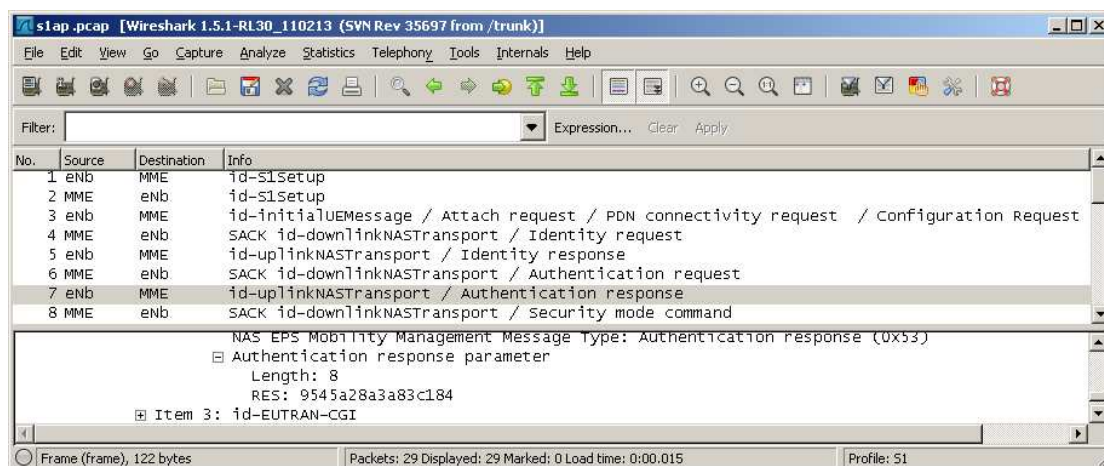 s1ap.pcap [Wireshark 1.5.1-RL30_110213 (SVN Rev 35697 from /trunk)]
File Edit View Go Capture Analyze Statistics Telephony Tools Internals Help
Filter: Expression... Clear Apply
No. Source Destination Info
1 eNb MME id-S1Setup
2 MME eNb id-S1Setup
3 eNb MME id-initialUEMessage / Attach request / PDN connectivity request / Configuration Request
4 MME eNb SACK id-downlinkNASTransport / Identity request
5 eNb MME id-uplinkNASTransport / Identity response
6 MME eNb SACK id-downlinkNASTransport / Authentication request
7 eNb MME id-uplinkNASTransport / Authentication response
8 MME eNb SACK id-downlinkNASTransport / Security mode command
NAS EPS Mobility Management Message Type: Authentication response (0x53)
Authentication response parameter
Length: 8
RES: 9545a28a3a83c184
Item 3: id-EUTRAN-CGI
Frame (frame), 122 bytes Packets: 29 Displayed: 29 Marked: 0 Load time: 0:00.015 Profile: S1